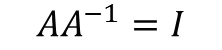 AA⁻¹ = I